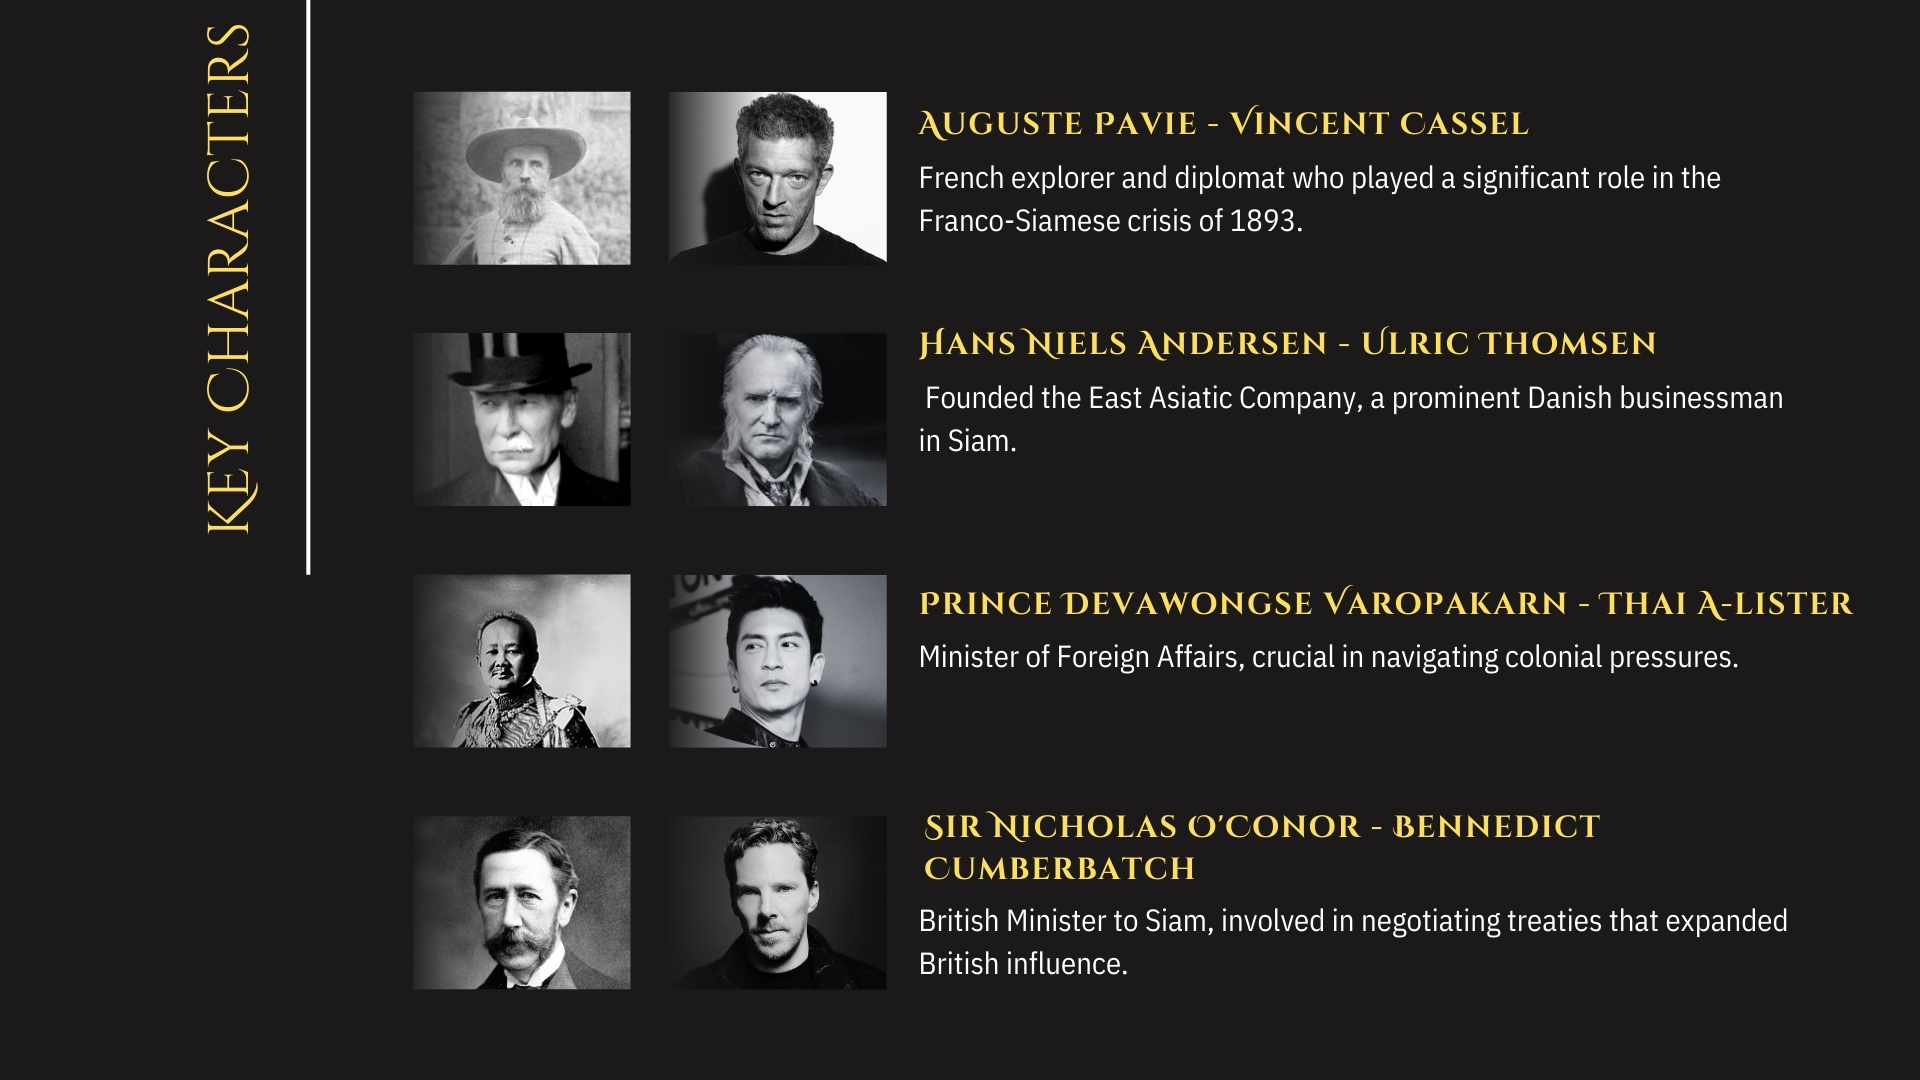 Key Characters
Auguste Pavie - Vincent Cassel
French explorer and diplomat who played a significant role in the
Franco-Siamese crisis of 1893.
Hans Niels Andersen - Ulric Thomsen
Founded the East Asiatic Company, a prominent Danish businessman
in Siam.
Prince Devawongse Varopakarn - Thai A-lister
Minister of Foreign Affairs, crucial in navigating colonial pressures.
Sir Nicholas O'Conor - Bennedict
Cumberbatch
British Minister to Siam, involved in negotiating treaties that expanded
British influence.